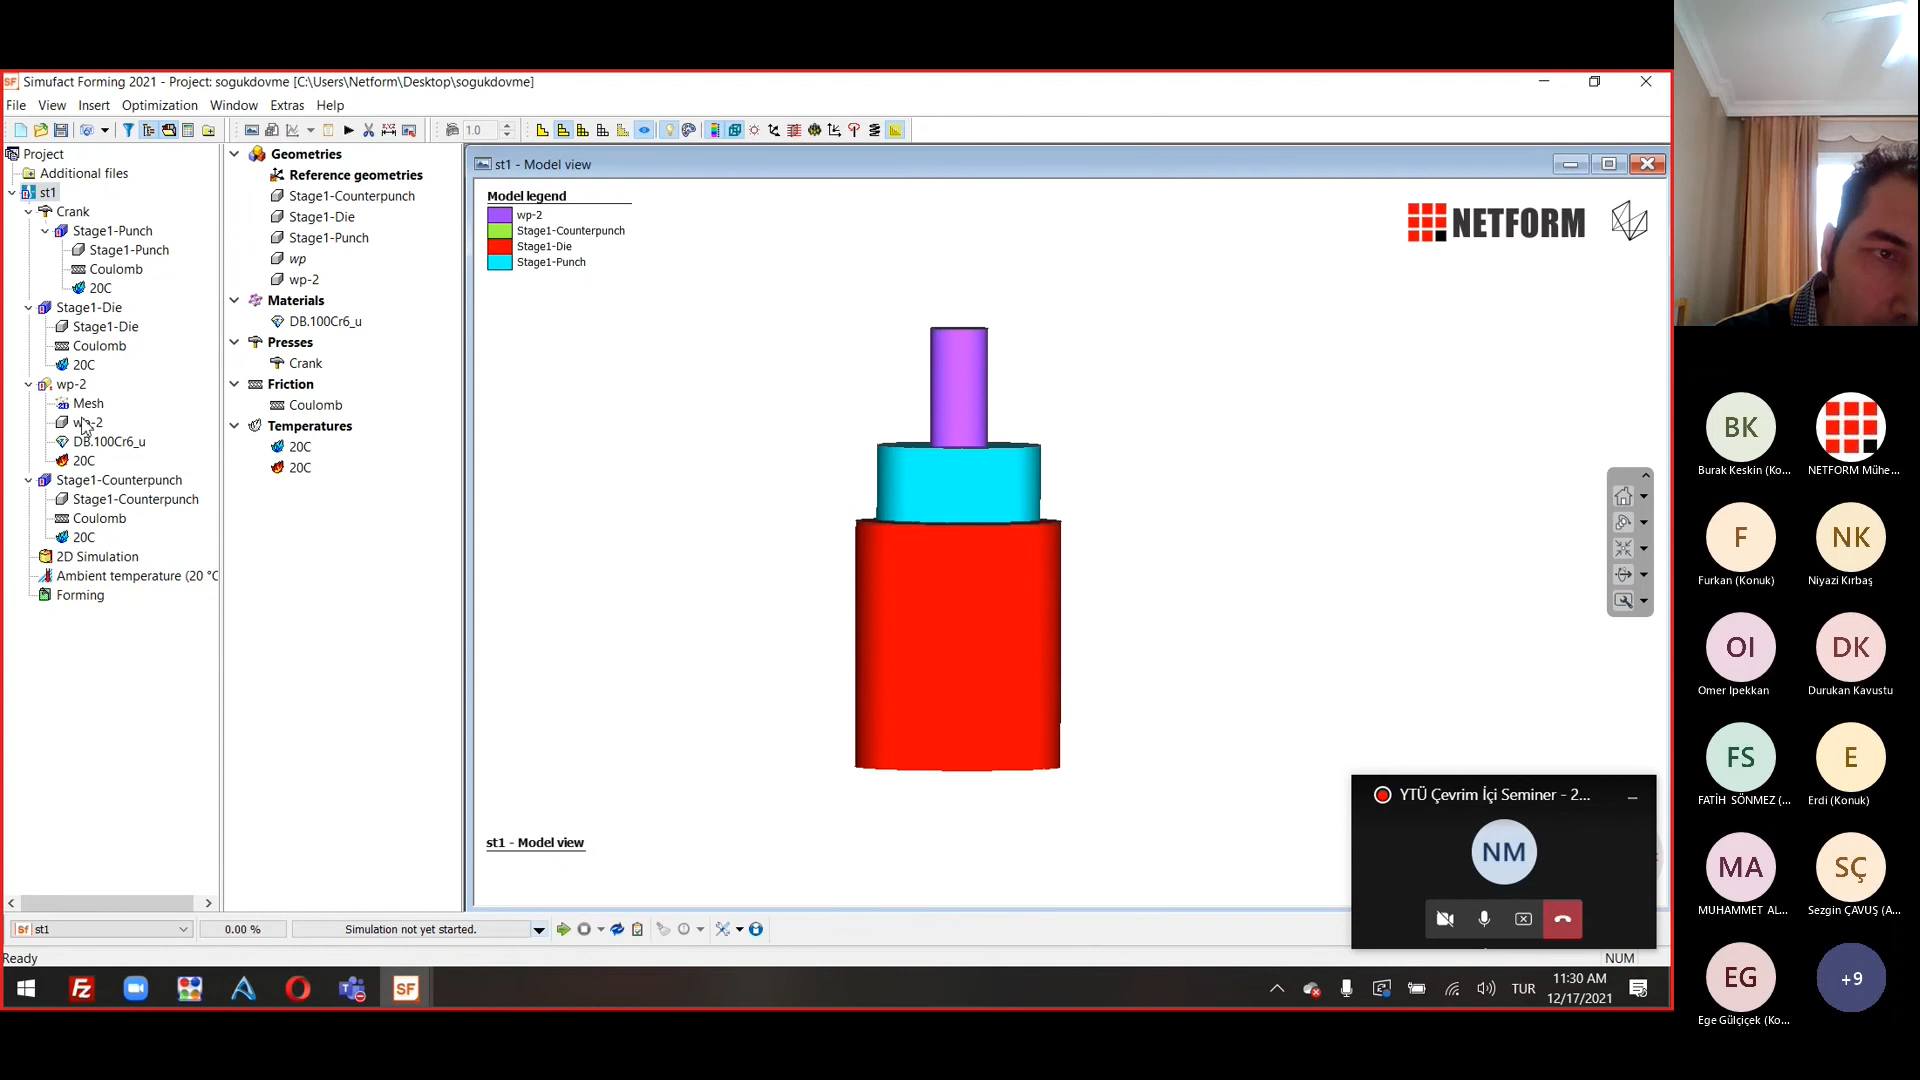 Simufact Forming 2021 - Project: sogukdovme [C:\Users\Netform\Desktop\sogukdovme]
File View Insert Optimization Window Extras Help
1.0
Project
Additional files
st1
Crank
Stage1-Punch
Stage1-Punch
Coulomb
20C
Stage1-Die
Stage1-Die
Coulomb
20C
wp-2
Mesh
wp-2
DB.100Cr6_u
20C
Stage1-Counterpunch
Stage1-Counterpunch
Coulomb
20C
2D Simulation
Ambient temperature (20 °C
Forming
Geometries
Reference geometries
Stage1-Counterpunch
Stage1-Die
Stage1-Punch
wp
wp-2
Materials
DB.100Cr6_u
Presses
Crank
Friction
Coulomb
Temperatures
20C
20C
st1 - Model view
Model legend
wp-2
Stage1-Counterpunch
Stage1-Die
Stage1-Punch
NETFORM
st1 - Model view
YTÜ Çevrim İçi Seminer - 2...
NM
st1
0.00 %
Simulation not yet started.
Ready
NUM
TUR
11:30 AM
12/17/2021
BK
Burak Keskin (Ko...
NETFORM Mühe...
F
Furkan (Konuk)
NK
Niyazi Kırbaş
OI
Omer Ipekkan
DK
Durukan Kavustu
FS
FATİH SÖNMEZ (...
E
Erdi (Konuk)
MA
MUHAMMET AL...
SÇ
Sezgin ÇAVUŞ (A...
EG
Ege Gülçiçek (Ko...
+9